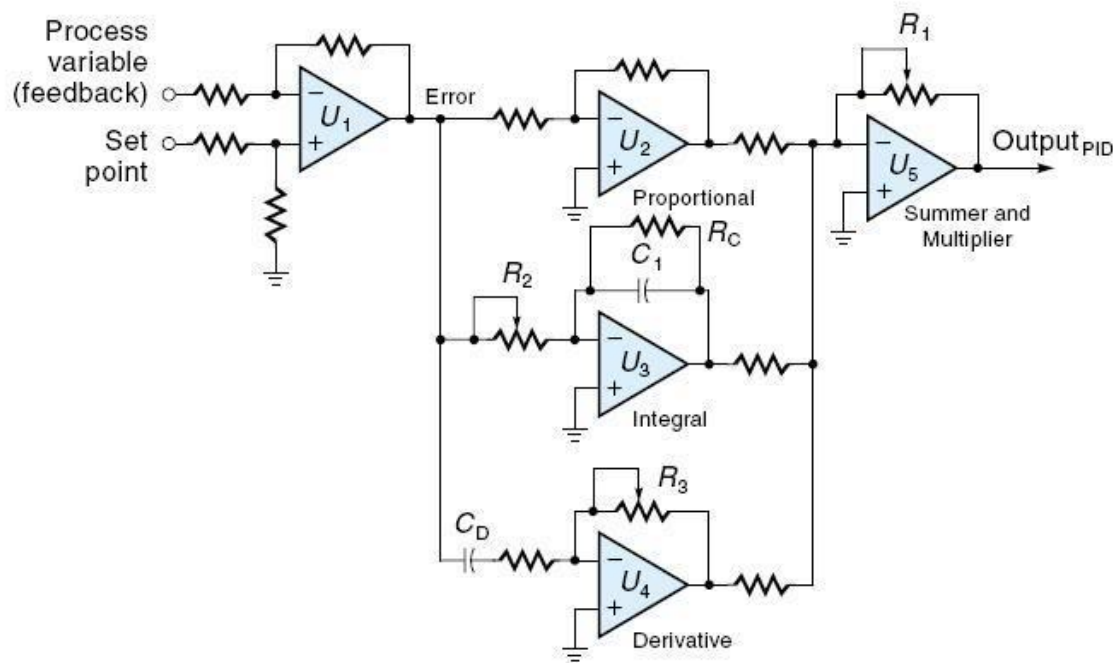 Process
variable
(feedback)
Set
point
−
+
U1
Error
−
+
U2
Proportional
R1
−
+
U5
OutputPID
Summer and
Multiplier
RC
C1
R2
−
+
U3
Integral
R3
CD
−
+
U4
Derivative